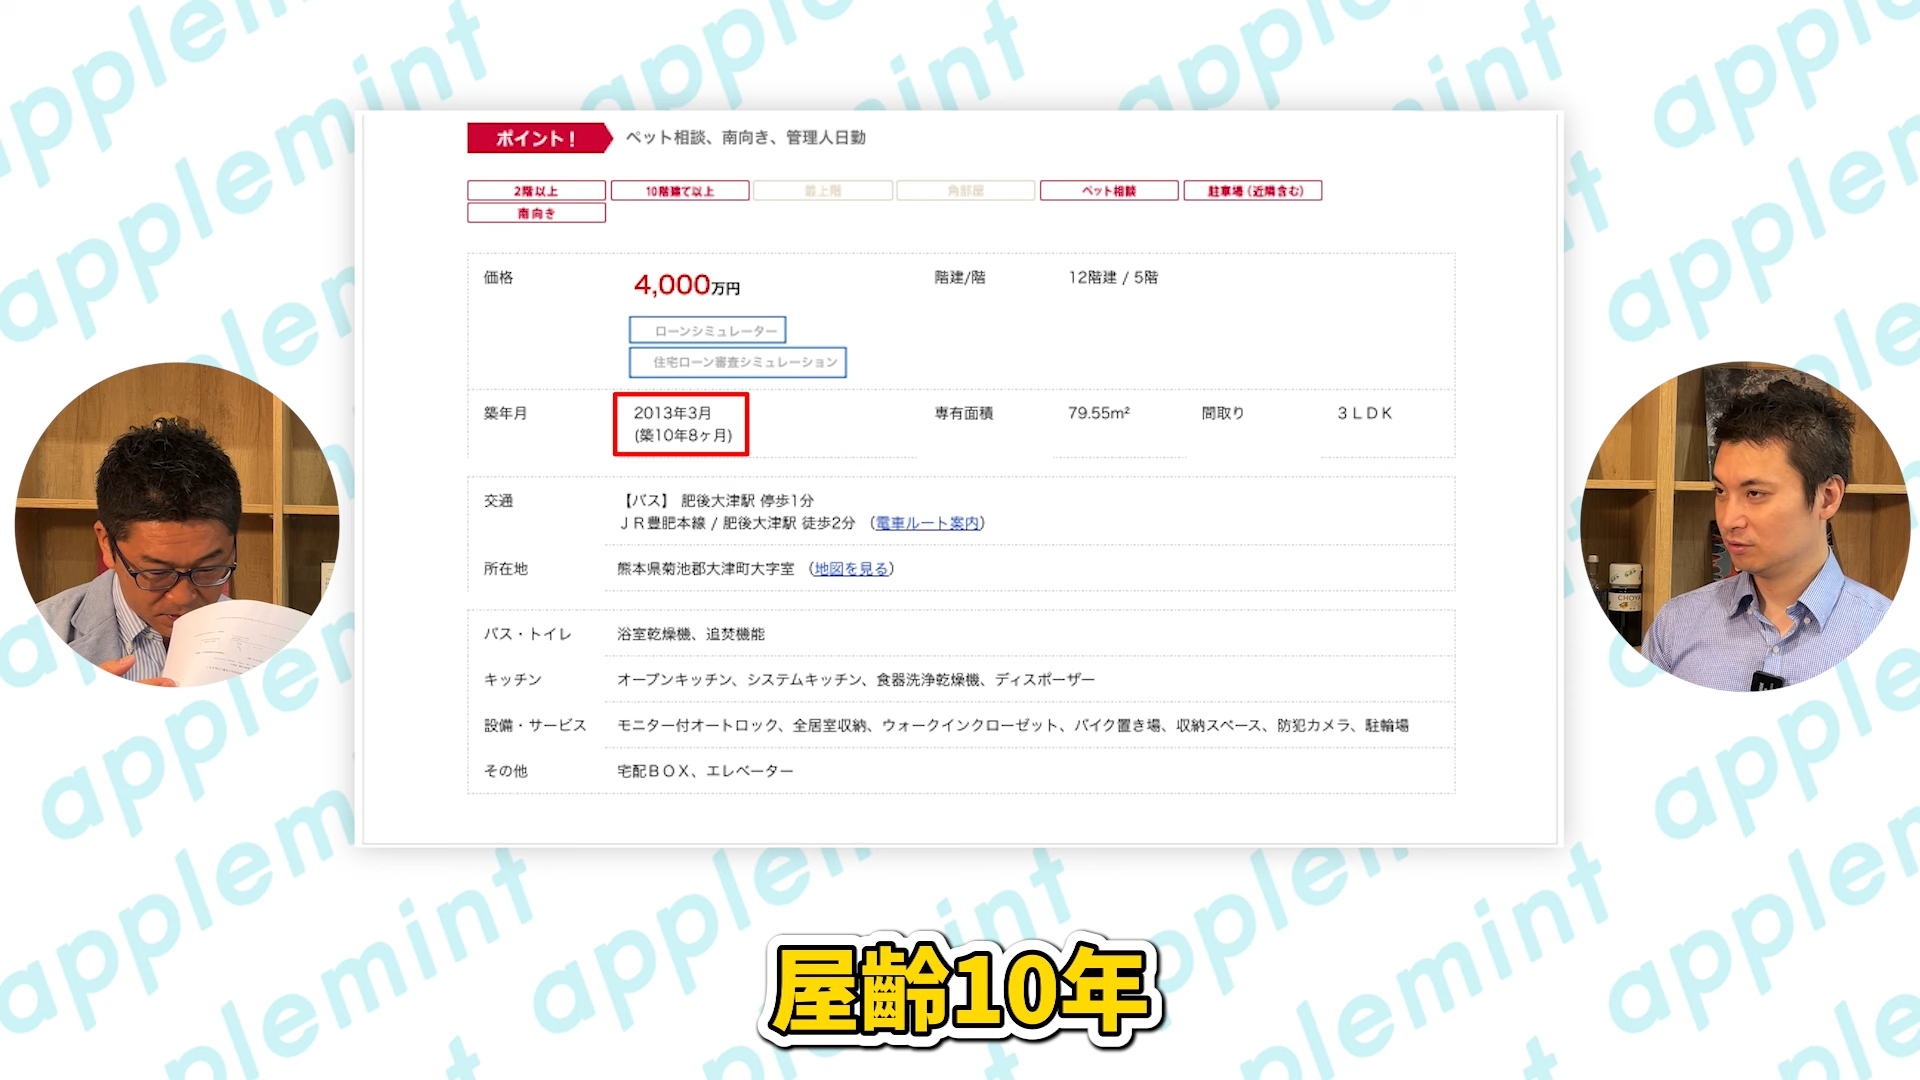 ポイント！ ペット相談、南向き、管理人日勤
2階以上 10階建て以上 最上階 角部屋 ペット相談 駐車場（近隣含む）
南向き
価格 4,000万円 階建/階 12階建 / 5階
ローンシミュレーター
住宅ローン審査シミュレーション
築年月 2013年3月 専有面積 79.55m² 間取り 3ＬＤＫ
(築10年8ヶ月)
交通 【バス】 肥後大津駅 停歩1分
ＪＲ豊肥本線 / 肥後大津駅 徒歩2分 （電車ルート案内）
所在地 熊本県菊池郡大津町大字室 （地図を見る）
バス・トイレ 浴室乾燥機、追焚機能
キッチン オープンキッチン、システムキッチン、食器洗浄乾燥機、ディスポーザー
設備・サービス モニター付オートロック、全居室収納、ウォークインクローゼット、バイク置き場、収納スペース、防犯カメラ、駐輪場
その他 宅配ＢＯＸ、エレベーター
屋齡10年
applemint
CHOYA